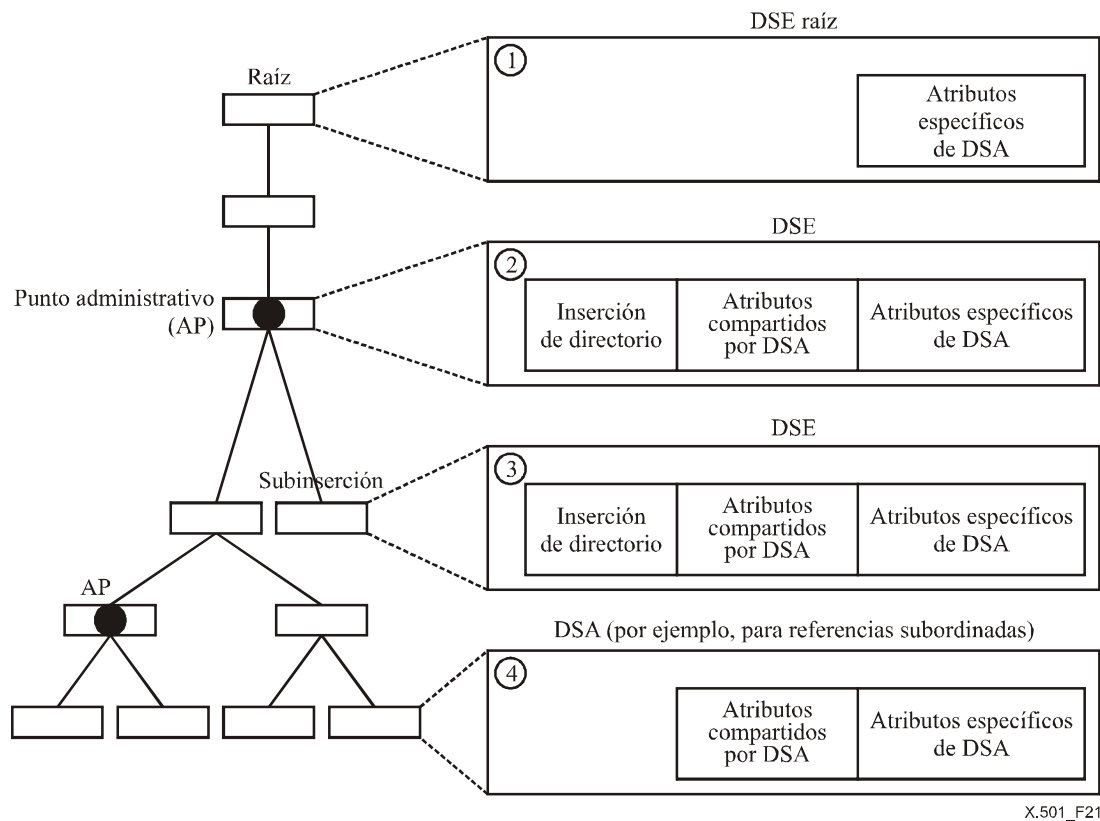 DSE raíz
1
Raíz
Atributos
específicos
de DSA
DSE
2
Punto administrativo
(AP)
Inserción
de directorio
Atributos
compartidos
por DSA
Atributos específicos
de DSA
DSE
3
Subinserción
Inserción
de directorio
Atributos
compartidos
por DSA
Atributos específicos
de DSA
AP
DSA (por ejemplo, para referencias subordinadas)
4
Atributos
compartidos
por DSA
Atributos específicos
de DSA
X.501_F21